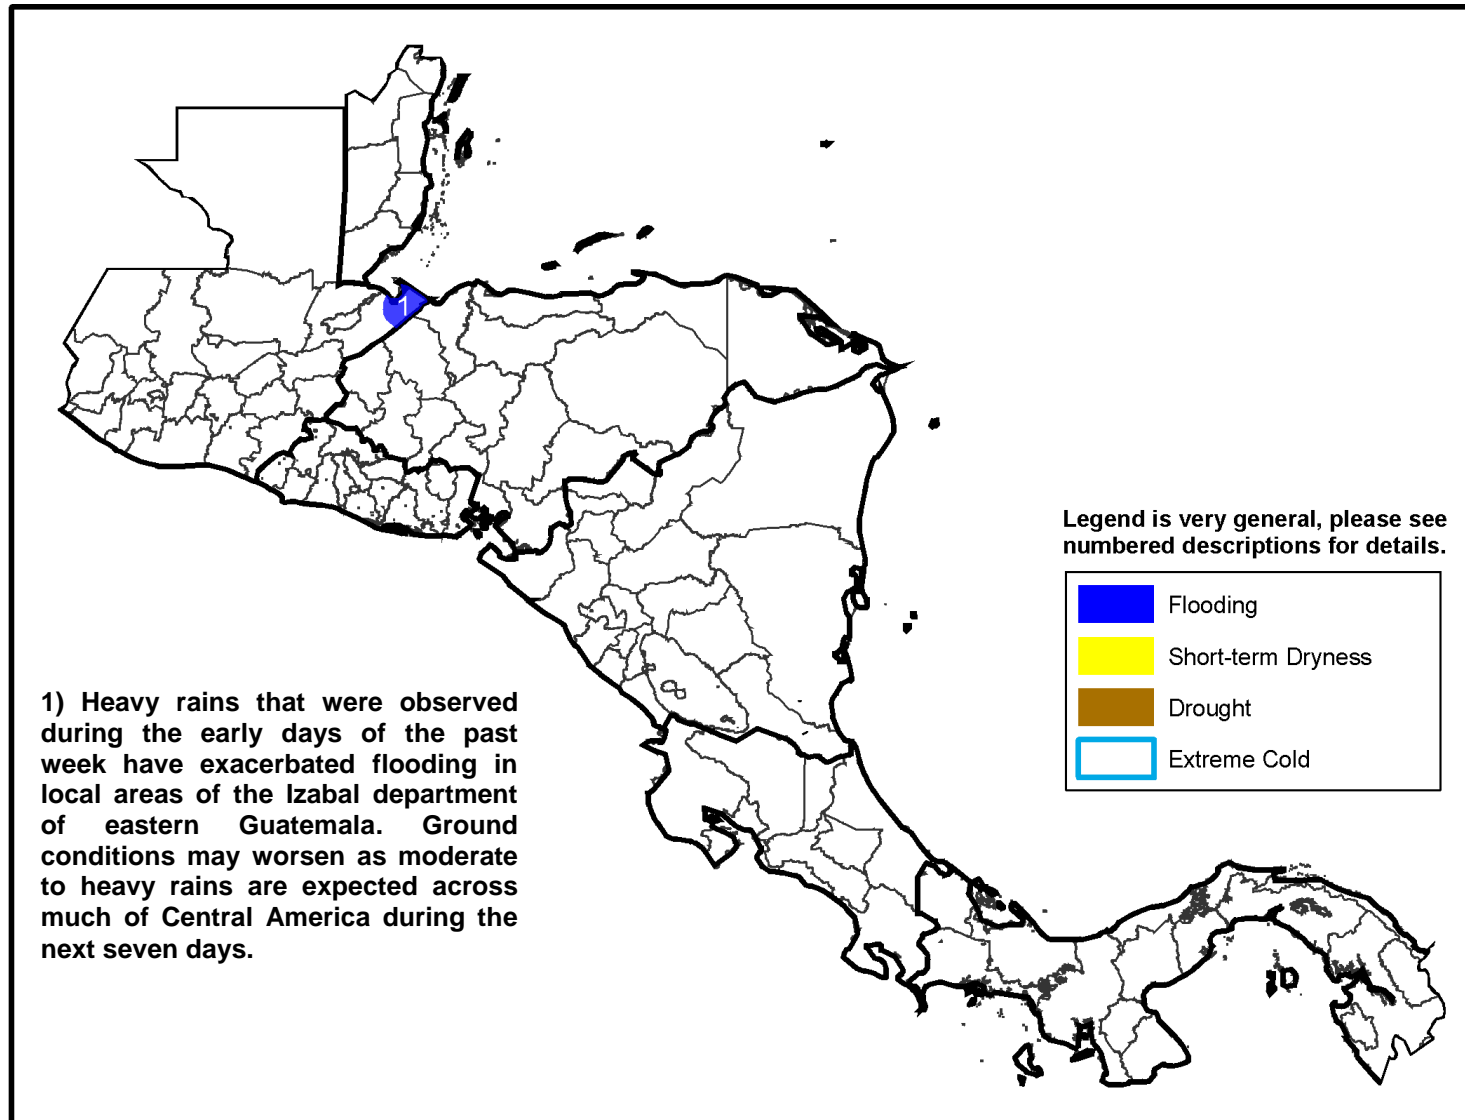 1
Legend is very general, please see
numbered descriptions for details.
Flooding
Short-term Dryness
Drought
Extreme Cold
1) Heavy rains that were observed
during the early days of the past
week have exacerbated flooding in
local areas of the Izabal department
of eastern Guatemala. Ground
conditions may worsen as moderate
to heavy rains are expected across
much of Central America during the
next seven days.